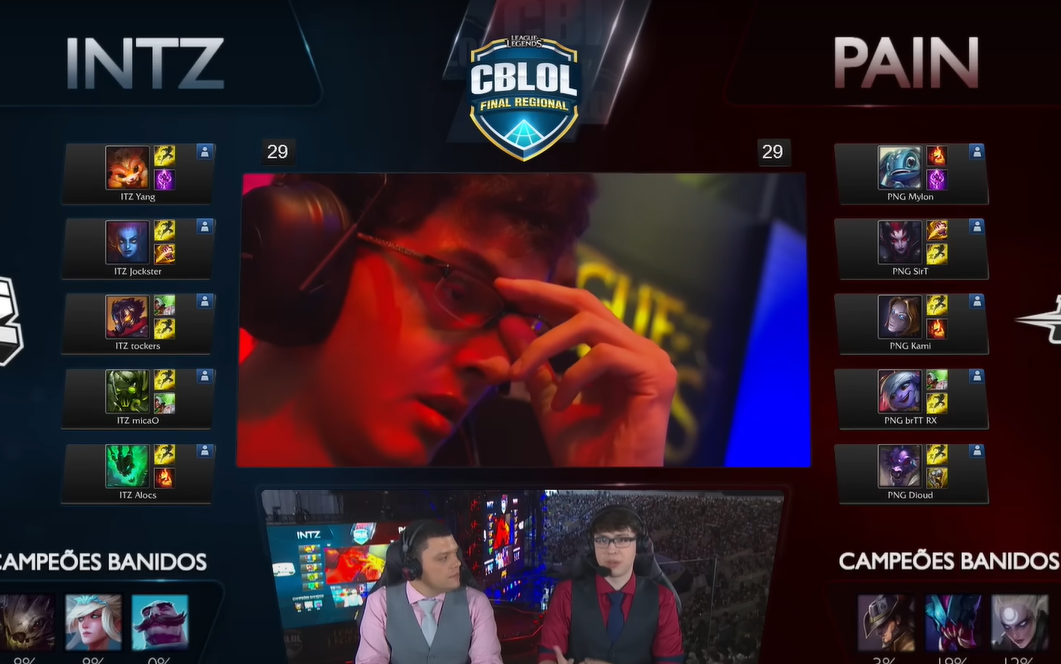 INTZ
LEAGUE
LEGENDS
CBLOL
FINAL REGIONAL
PAIN
29
29
ITZ Yang
ITZ Jockster
ITZ tockers
ITZ micaO
ITZ Alocs
PNG Mylon
PNG SirT
PNG Kami
PNG brTT RX
PNG Dioud
CAMPEÕES BANIDOS
CAMPEÕES BANIDOS
INTZ